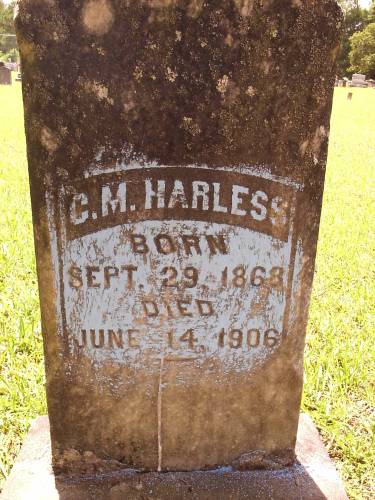 C.M. HARLESS
BORN
SEPT. 29, 1868
DIED
JUNE 14, 1906